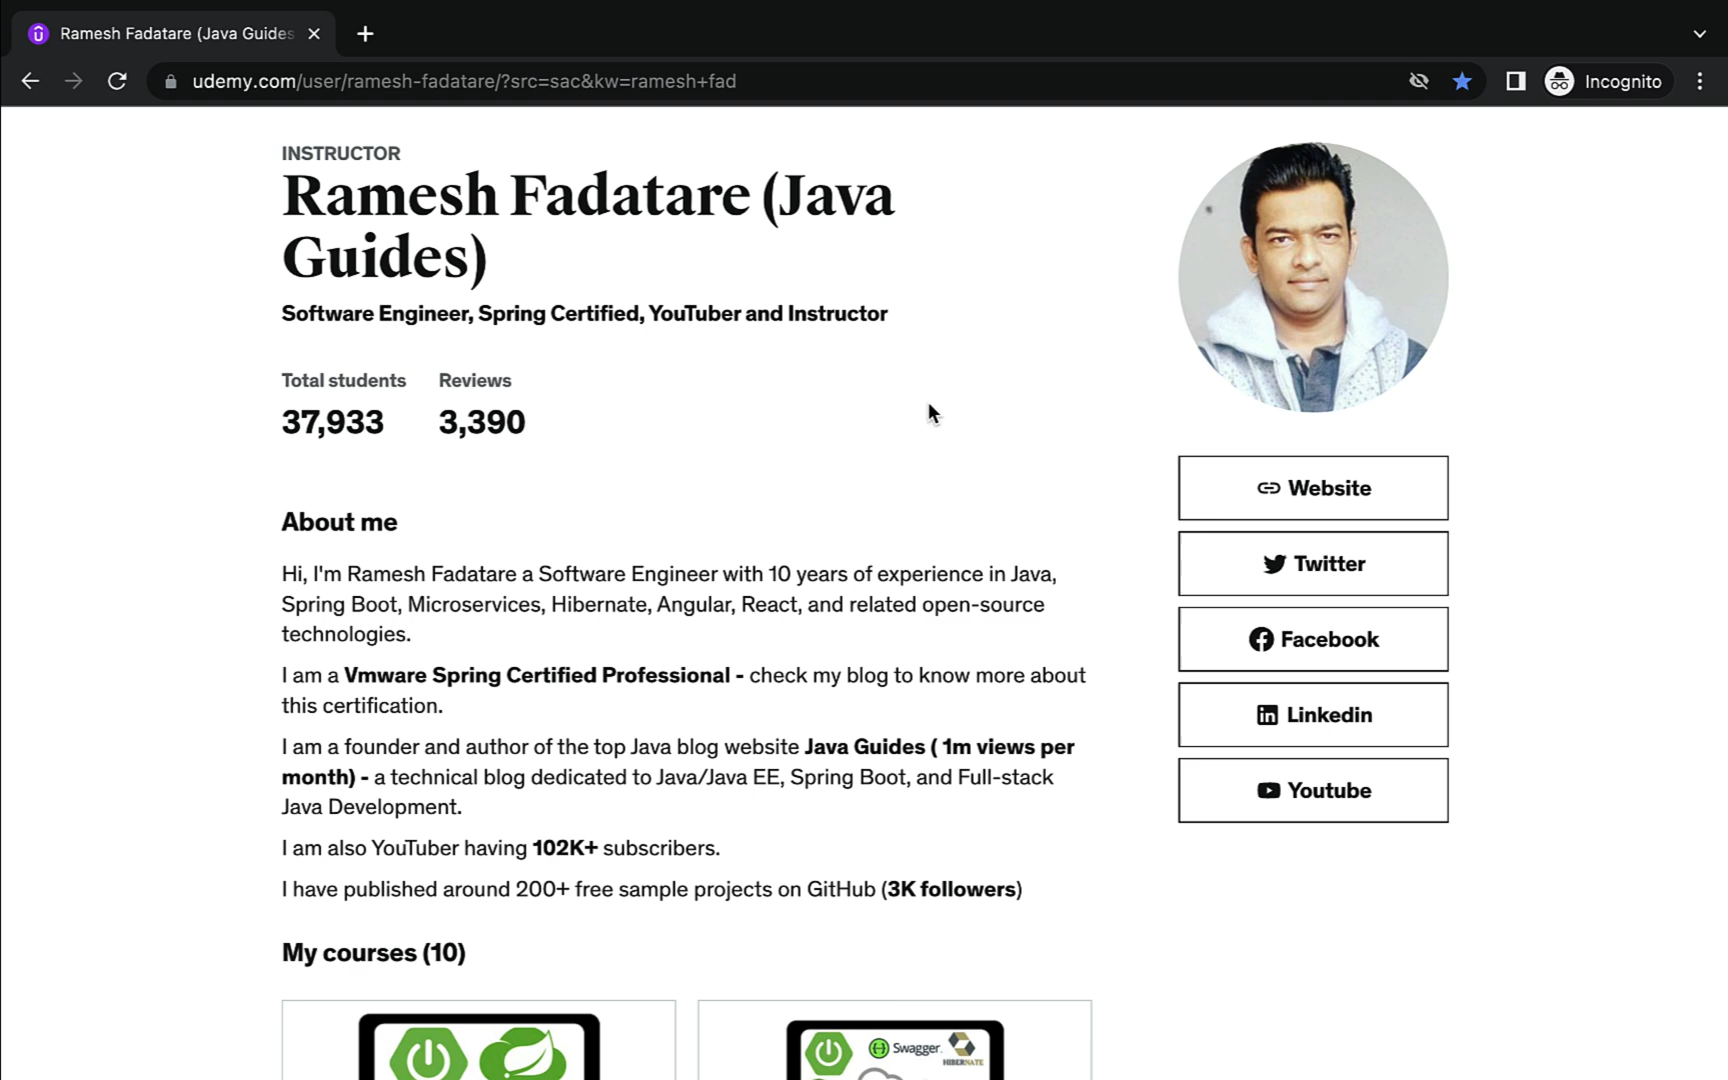 Ramesh Fadatare (Java Guides
udemy.com/user/ramesh-fadatare/?src=sac&kw=ramesh+fad
Incognito
INSTRUCTOR
Ramesh Fadatare (Java
Guides)
Software Engineer, Spring Certified, YouTuber and Instructor
Total students Reviews
37,933 3,390
About me
Hi, I'm Ramesh Fadatare a Software Engineer with 10 years of experience in Java,
Spring Boot, Microservices, Hibernate, Angular, React, and related open-source
technologies.
I am a Vmware Spring Certified Professional - check my blog to know more about
this certification.
I am a founder and author of the top Java blog website Java Guides ( 1m views per
month) - a technical blog dedicated to Java/Java EE, Spring Boot, and Full-stack
Java Development.
I am also YouTuber having 102K+ subscribers.
I have published around 200+ free sample projects on GitHub (3K followers)
My courses (10)
Website
Twitter
Facebook
Linkedin
Youtube
Swagger.
HIBERNATE